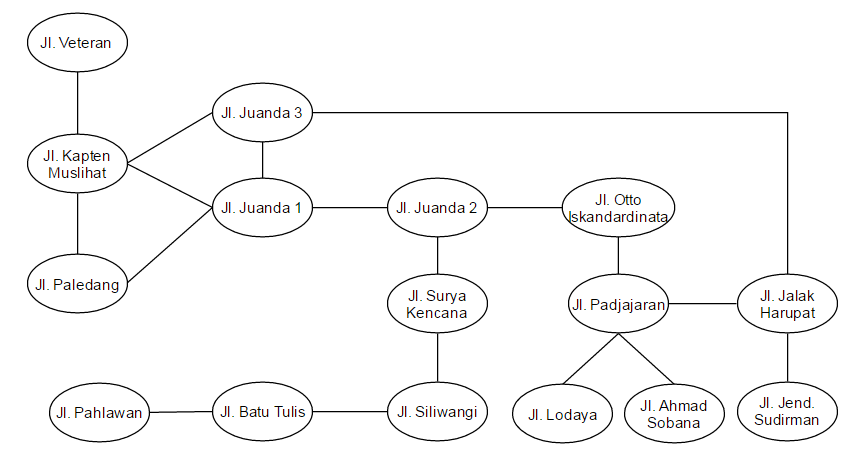 Jl. Veteran
Jl. Juanda 3
Jl. Kapten
Muslihat
Jl. Juanda 1
Jl. Juanda 2
Jl. Otto
Iskandardinata
Jl. Paledang
Jl. Surya
Kencana
Jl. Padjajaran
Jl. Jalak
Harupat
Jl. Pahlawan
Jl. Batu Tulis
Jl. Siliwangi
Jl. Lodaya
Jl. Ahmad
Sobana
Jl. Jend.
Sudirman